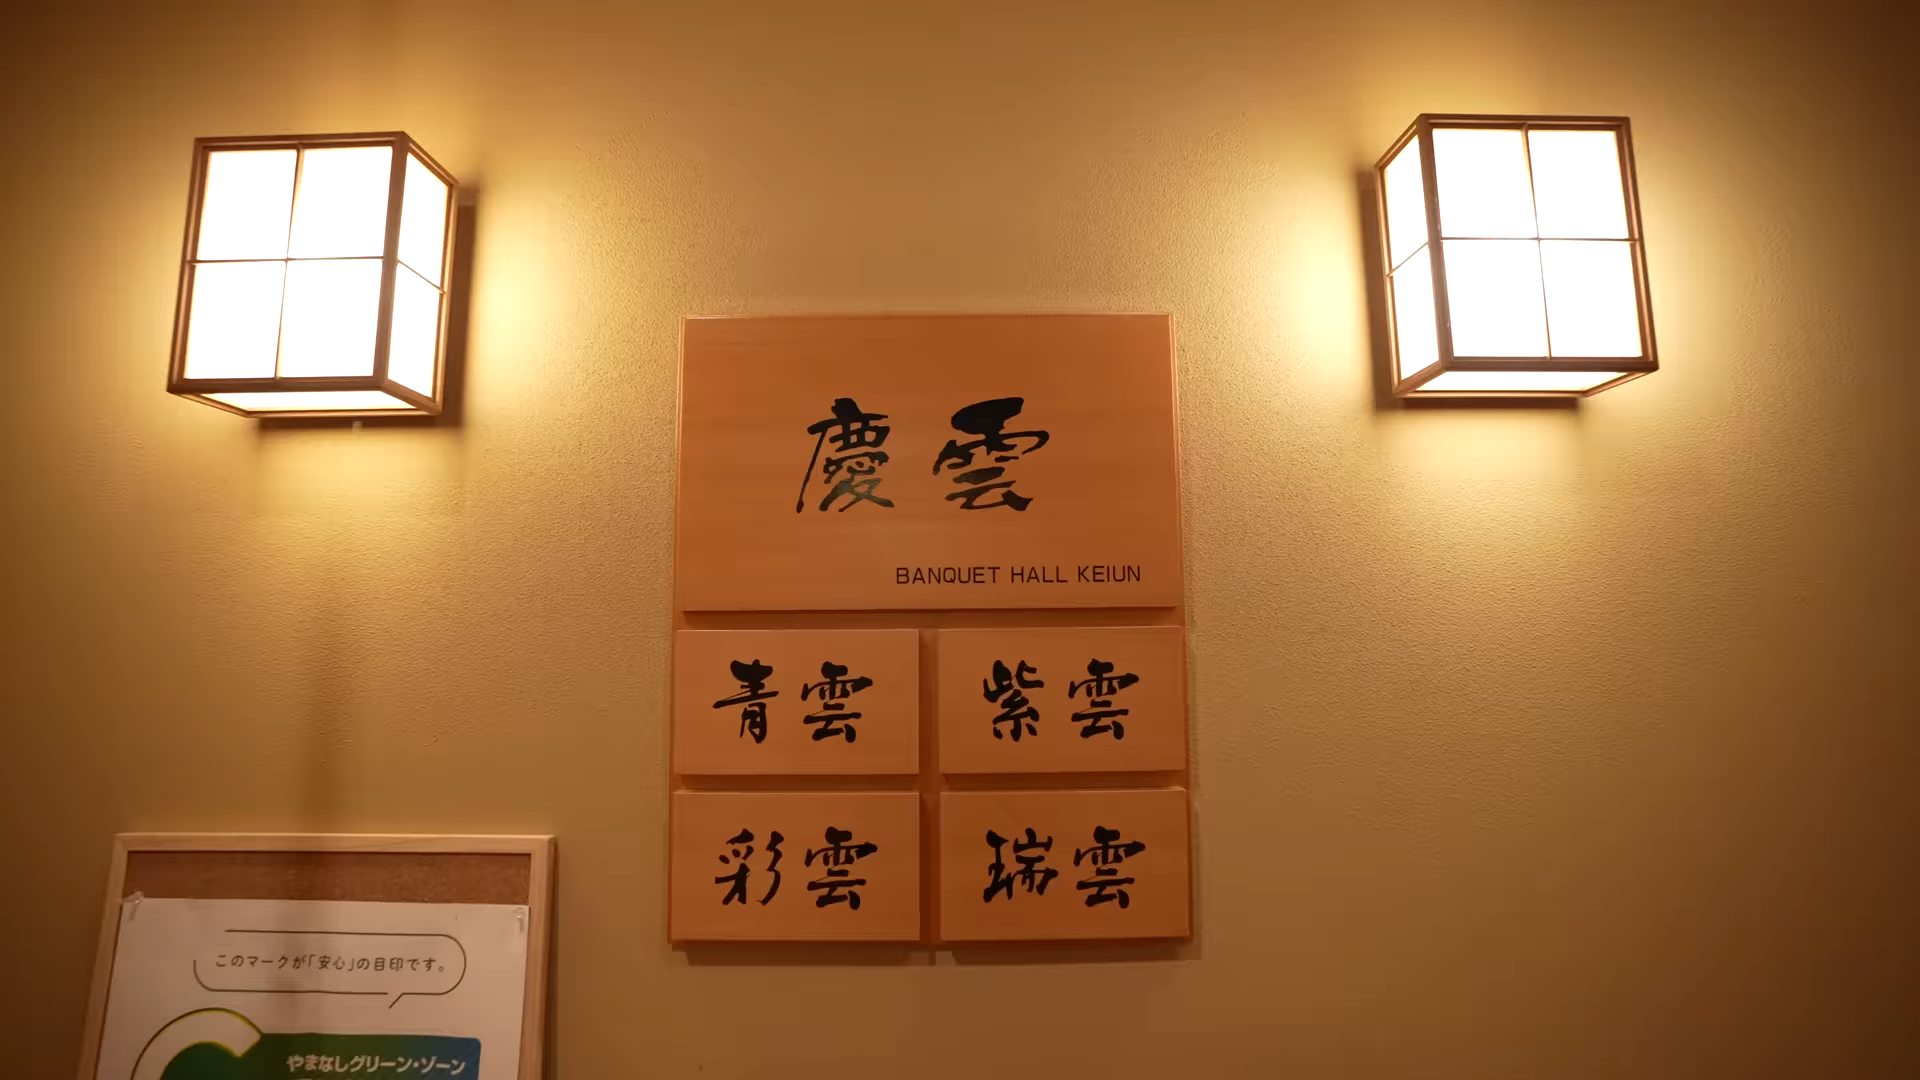 慶雲
BANQUET HALL KEIUN
青雲
紫雲
彩雲
瑞雲
このマークが「安心」の目印です。
やまなしグリーン・ゾーン